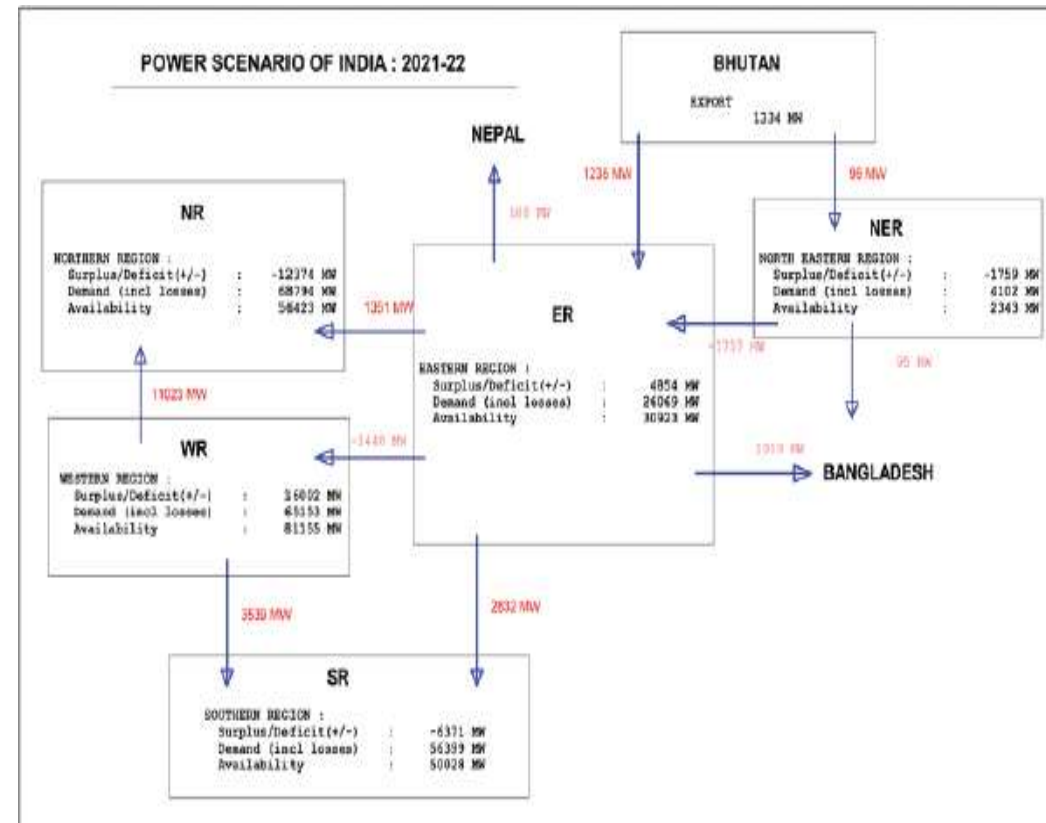 POWER SCENARIO OF INDIA : 2021-22
BHUTAN
EXPORT
1334 MW
NEPAL
MW
MW
MW
NR
NORTHERN REGION :
Surplus/Deficit(+/-) : -12374 MW
Demand (incl losses) : MW
Availability : 56423 MW
NER
NORTH EASTERN REGION :
Surplus/Deficit(+/-) : -1759 MW
Demand (incl losses) : 4102 MW
Availability : 2343 MW
1351 MW
ER
EASTERN REGION :
Surplus/Deficit(+/-) : 4854 MW
Demand (incl losses) : 26069 MW
Availability : 30923 MW
MW
MW
11023 MW
MW
MW
BANGLADESH
WR
WESTERN REGION :
Surplus/Deficit(+/-) : 16002 MW
Demand (incl losses) : 65153 MW
Availability : 81155 MW
3539 MW
2832 MW
SR
SOUTHERN REGION :
Surplus/Deficit(+/-) : -6371 MW
Demand (incl losses) : 56399 MW
Availability : 50028 MW